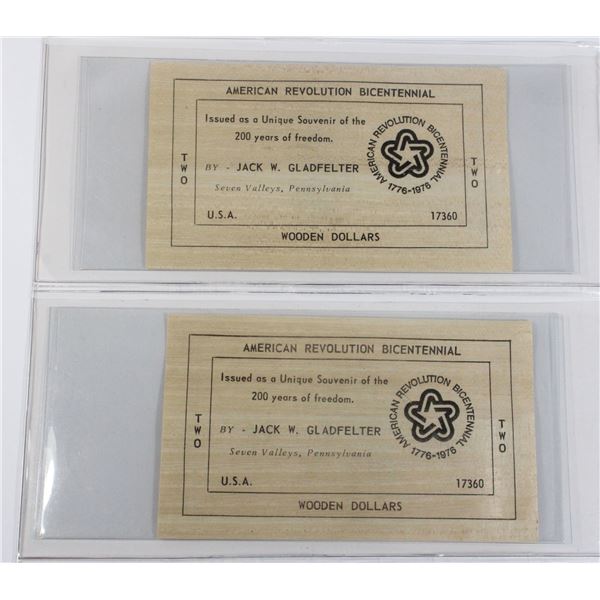 AMERICAN REVOLUTION BICENTENNIAL
Issued as a Unique Souvenir of the
200 years of freedom.
BY - JACK W. GLADFELTER
Seven Valleys, Pennsylvania
TWO
AMERICAN REVOLUTION BICENTENNIAL
1776-1976
TWO
U.S.A. 17360
WOODEN DOLLARS
AMERICAN REVOLUTION BICENTENNIAL
Issued as a Unique Souvenir of the
200 years of freedom.
BY - JACK W. GLADFELTER
Seven Valleys, Pennsylvania
TWO
AMERICAN REVOLUTION BICENTENNIAL
1776-1976
TWO
U.S.A. 17360
WOODEN DOLLARS